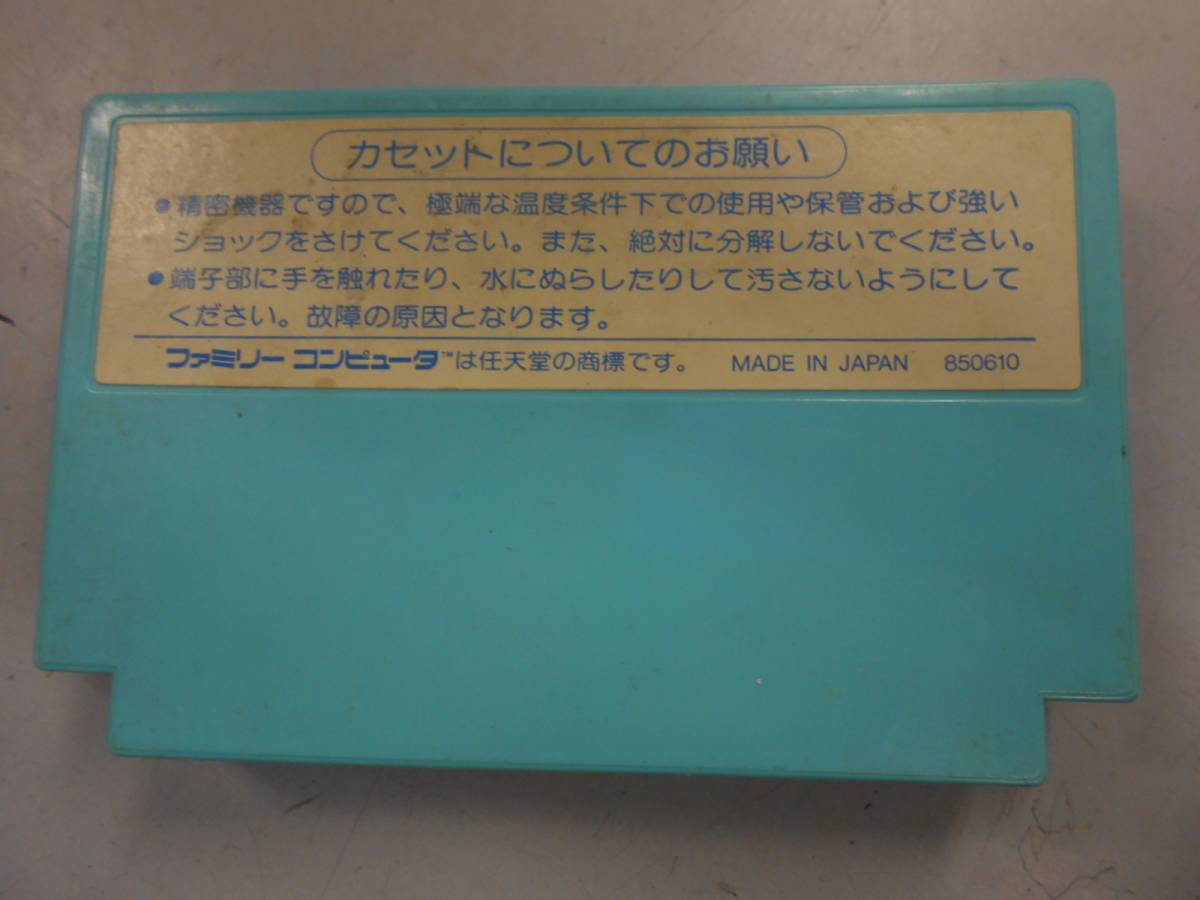 カセットについてのお願い
●精密機器ですので、極端な温度条件下での使用や保管および強い
ショックをさけてください。また、絶対に分解しないでください。
●端子部に手を触れたり、水にぬらしたりして汚さないようにして
ください。故障の原因となります。
ファミリー コンピュータ™は任天堂の商標です。 MADE IN JAPAN 850610